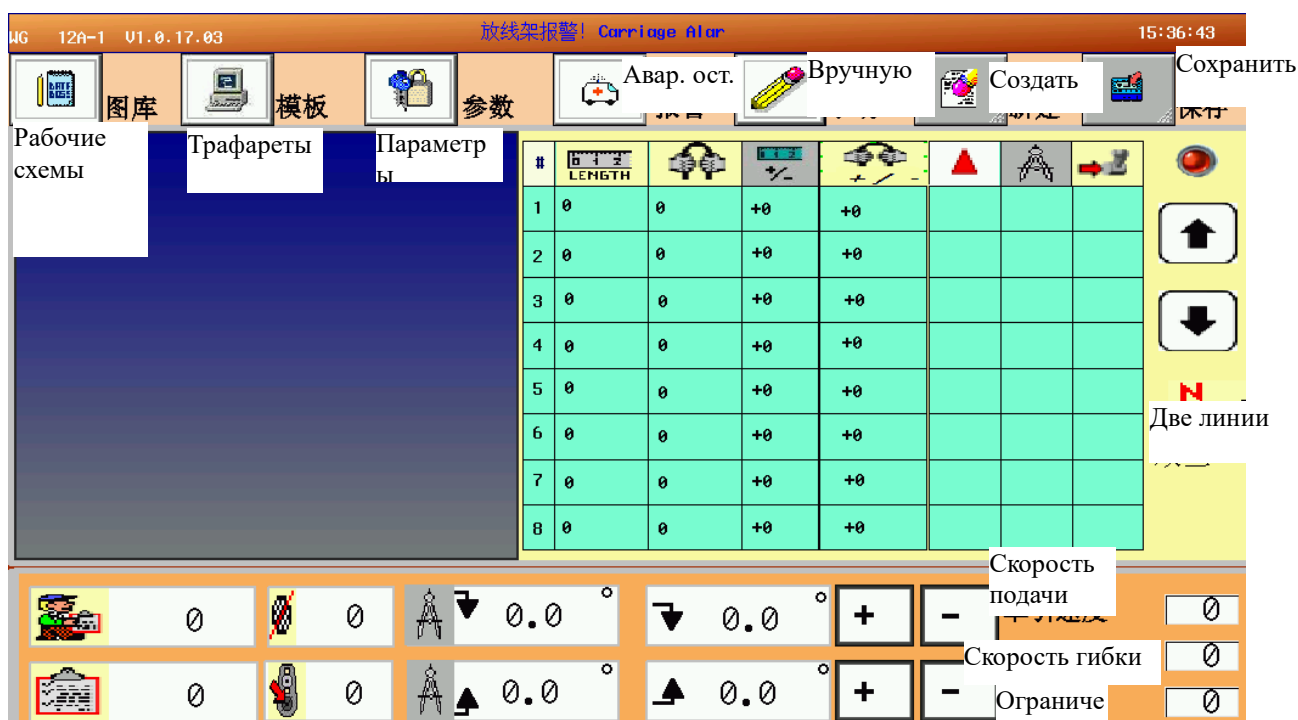 WG 12A-1 V1.0.17.03
放线架报警! Carriage Alar
15:36:43
图库
模板
参数
Авар. ост.
Вручную
Создать
Сохранить
Рабочие
схемы
Трафареты
Параметр
ы
# LENGTH +/- +/-
1 0 0 +0 +0
2 0 0 +0 +0
3 0 0 +0 +0
4 0 0 +0 +0
5 0 0 +0 +0
6 0 0 +0 +0
7 0 0 +0 +0
8 0 0 +0 +0
N
Две линии
Скорость
подачи
0 0 0.0° 0.0° + - 0
Скорость гибки 0
0 0 0.0° 0.0° + - Ограниче 0